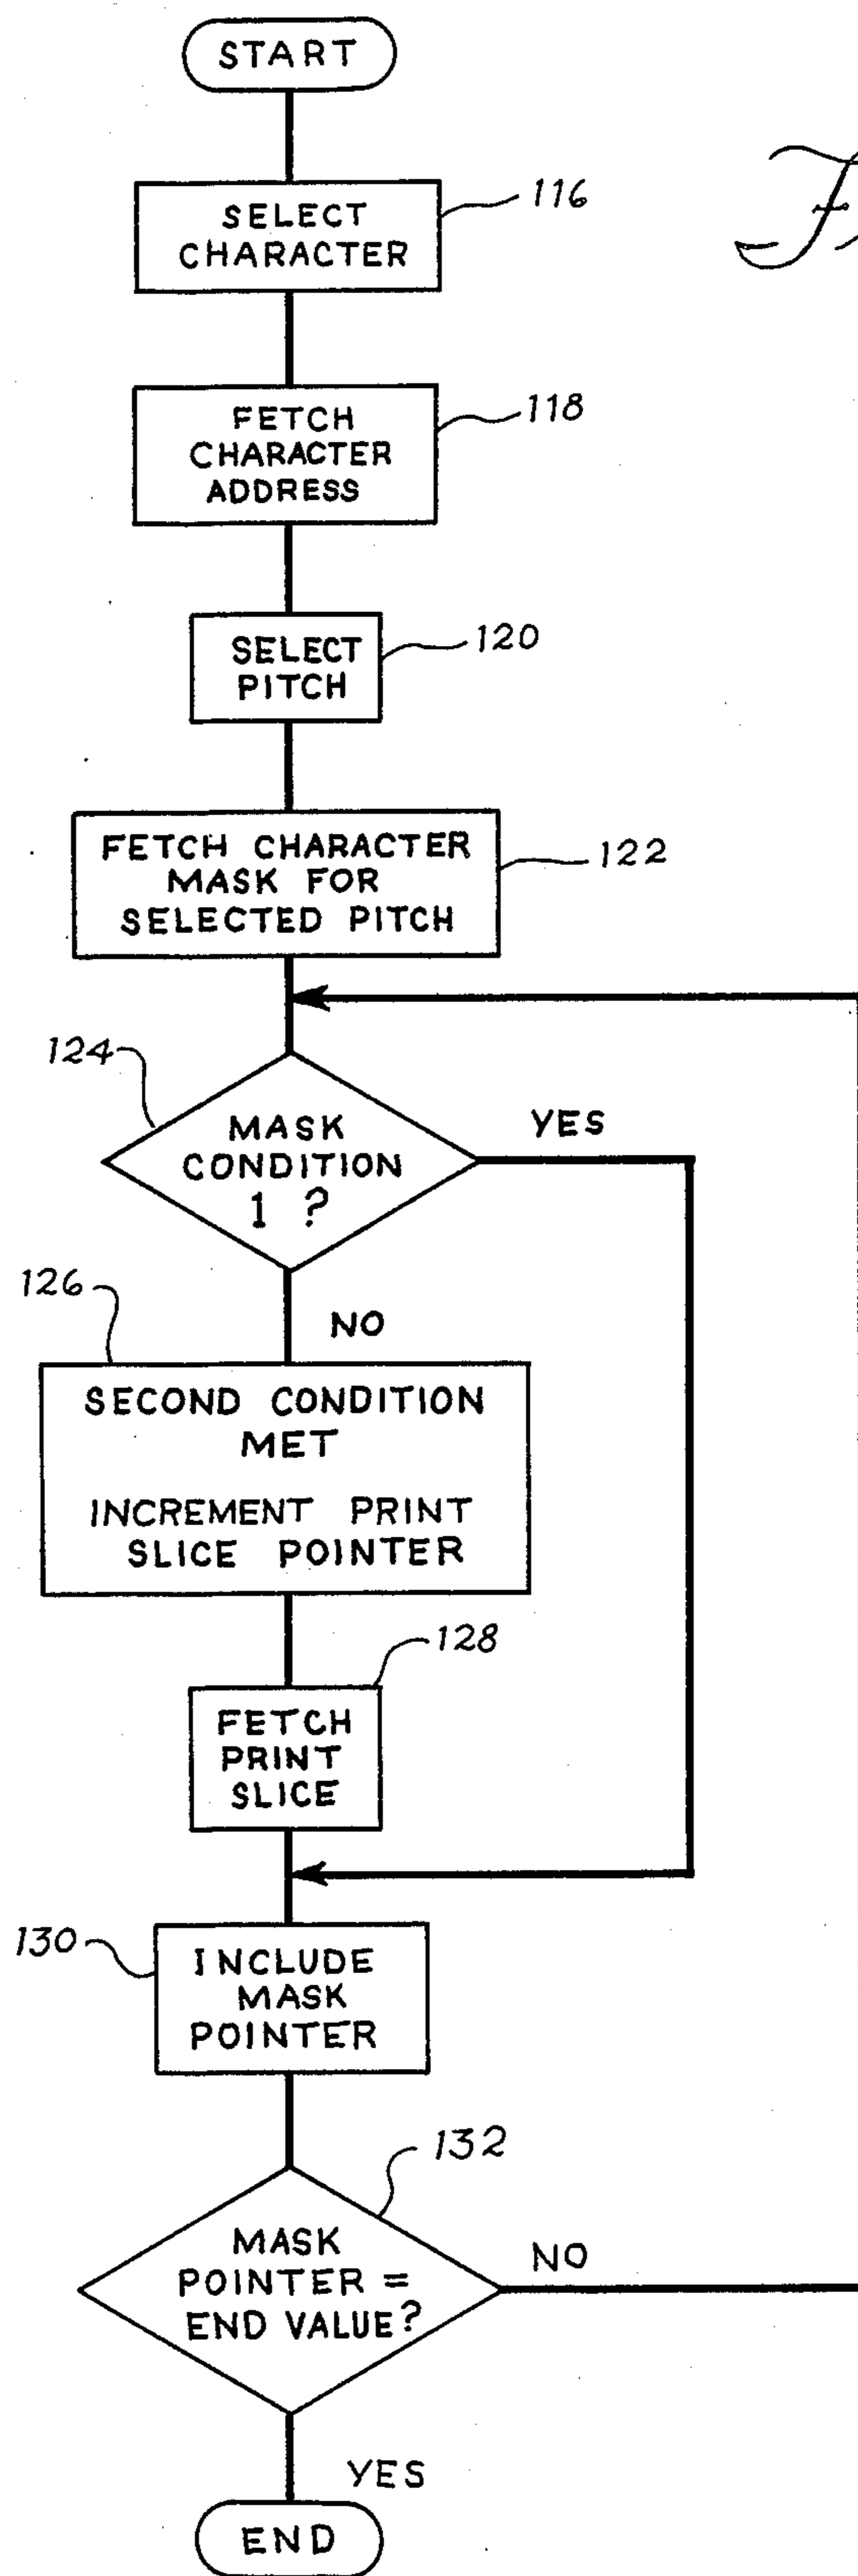 START
SELECT
CHARACTER
116
FETCH
CHARACTER
ADDRESS
118
SELECT
PITCH
120
FETCH CHARACTER
MASK FOR
SELECTED PITCH
122
124
MASK
CONDITION
1 ?
YES
NO
126
SECOND CONDITION
MET
INCREMENT PRINT
SLICE POINTER
128
FETCH
PRINT
SLICE
130
INCLUDE
MASK
POINTER
132
MASK
POINTER =
END VALUE?
NO
YES
END